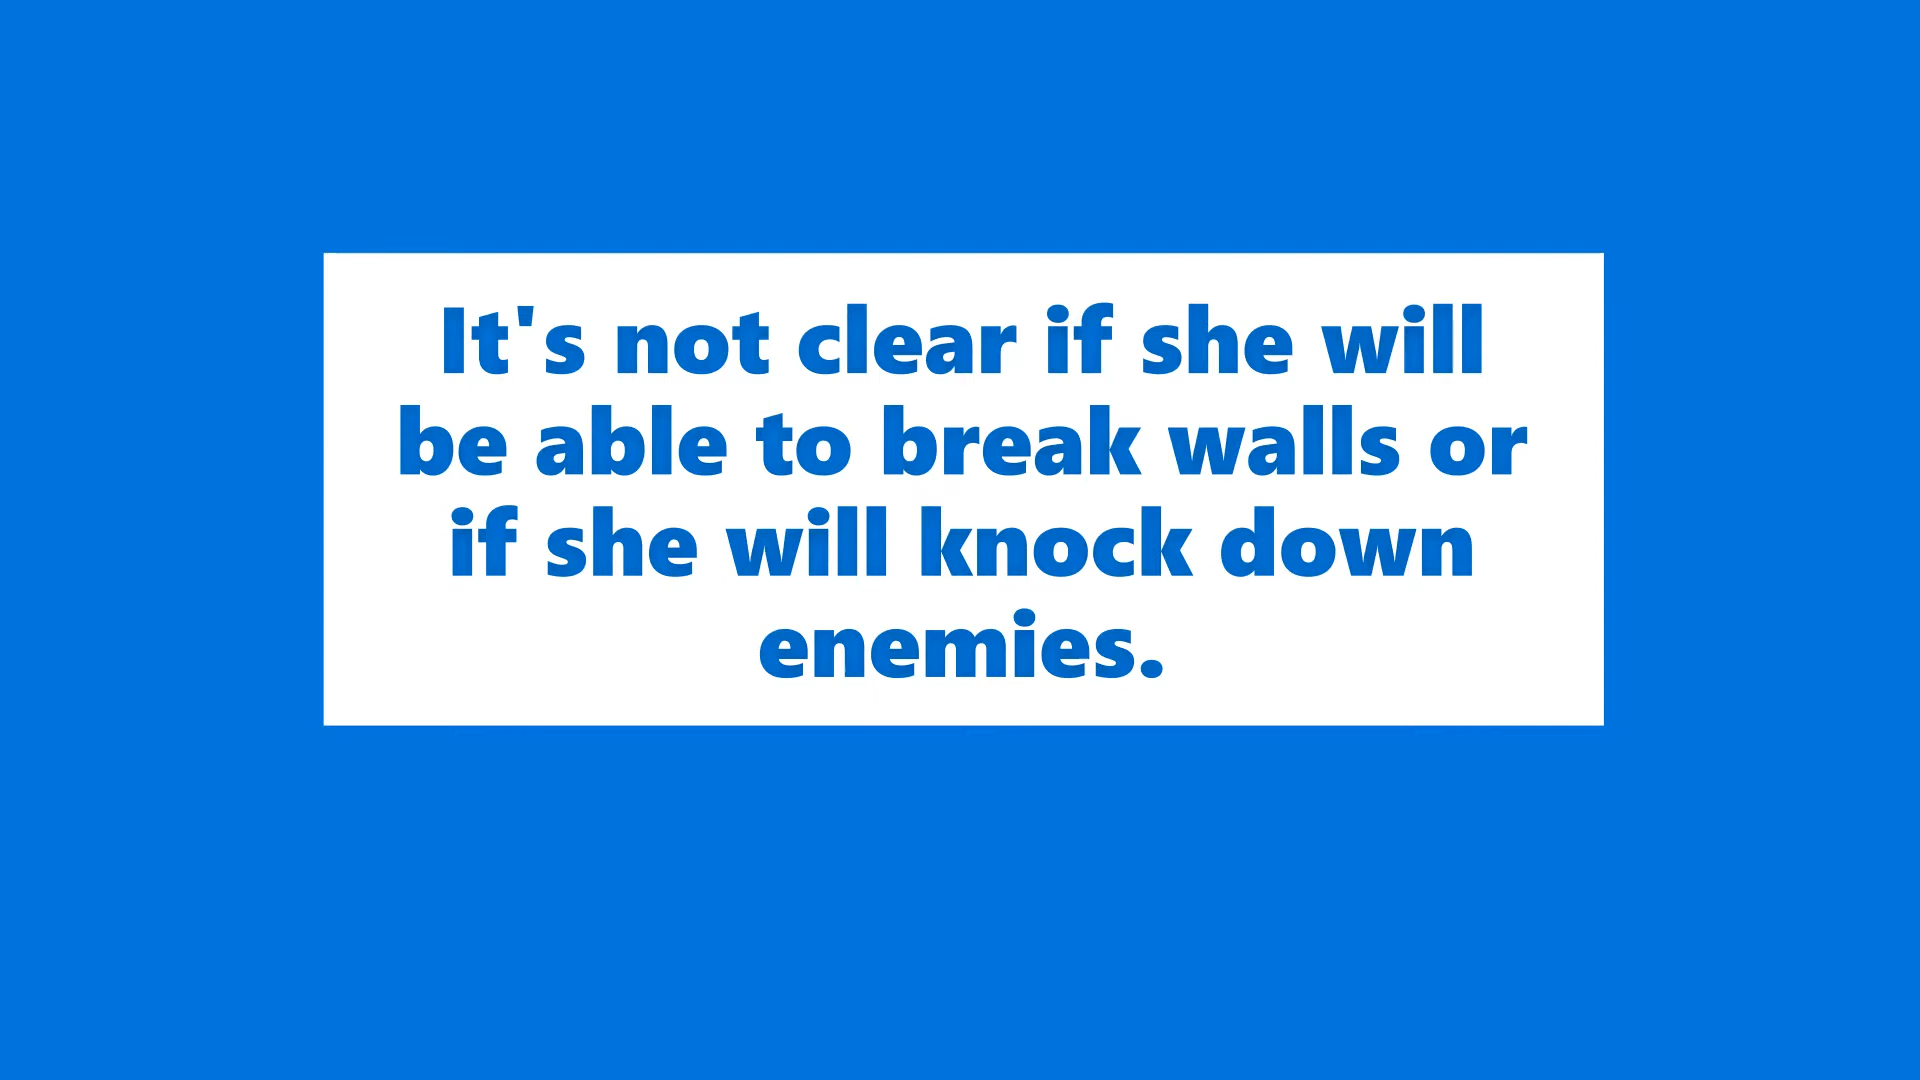 It's not clear if she will
be able to break walls or
if she will knock down
enemies.